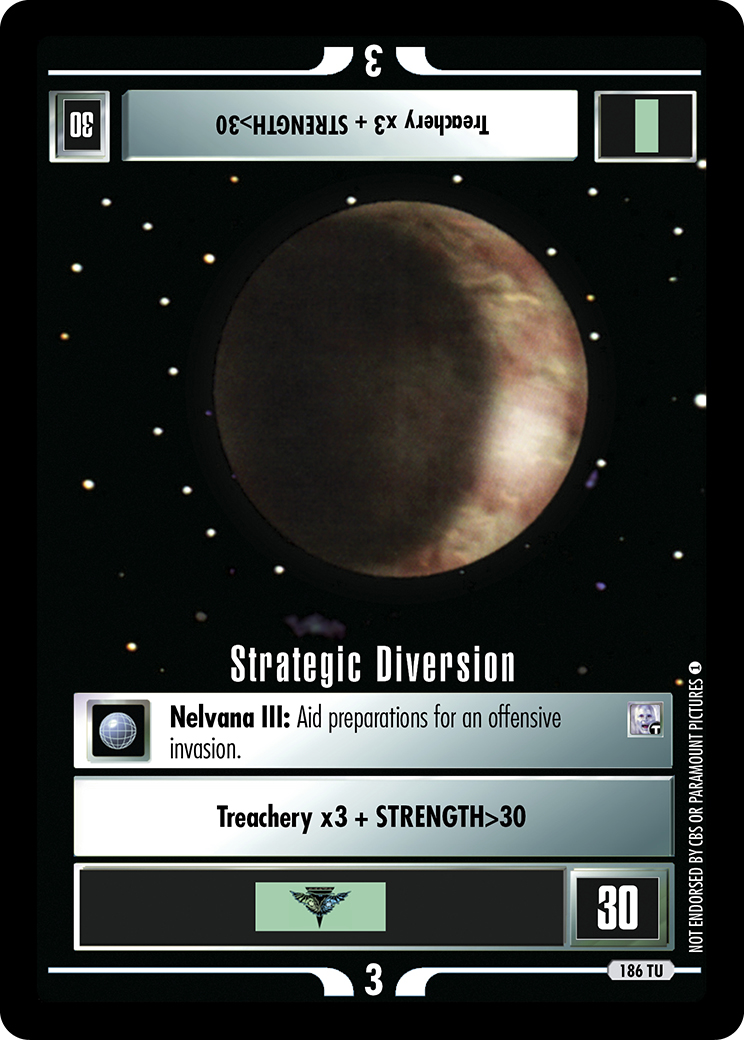 3
30
Treachery x3 + STRENGTH>30
Strategic Diversion
Nelvana III: Aid preparations for an offensive
invasion.
T
Treachery x3 + STRENGTH>30
30
3
186 TU
NOT ENDORSED BY CBS OR PARAMOUNT PICTURES 1